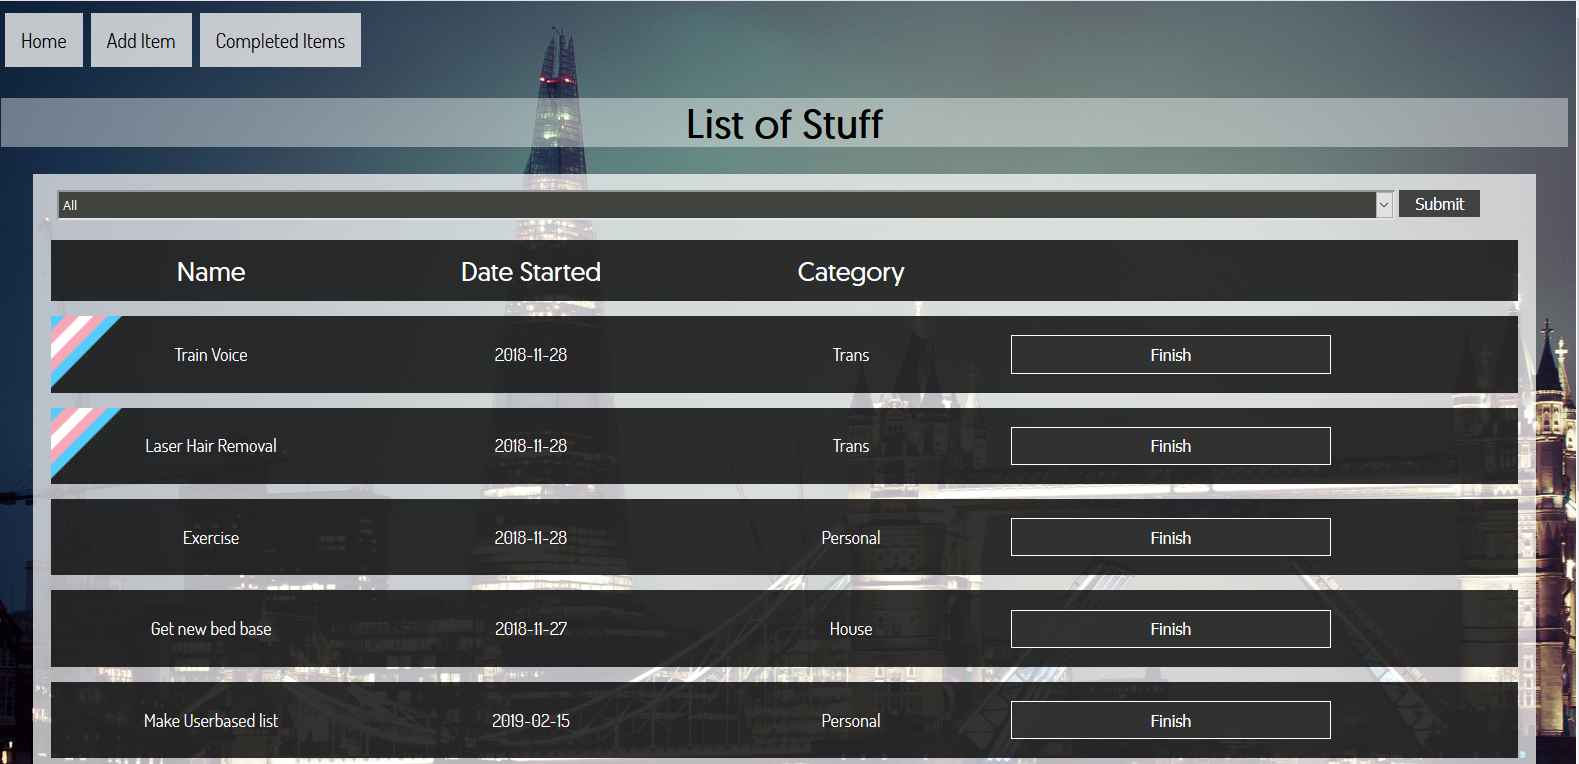 Home Add Item Completed Items
List of Stuff
All Submit
Name Date Started Category
Train Voice 2018-11-28 Trans Finish
Laser Hair Removal 2018-11-28 Trans Finish
Exercise 2018-11-28 Personal Finish
Get new bed base 2018-11-27 House Finish
Make Userbased list 2019-02-15 Personal Finish